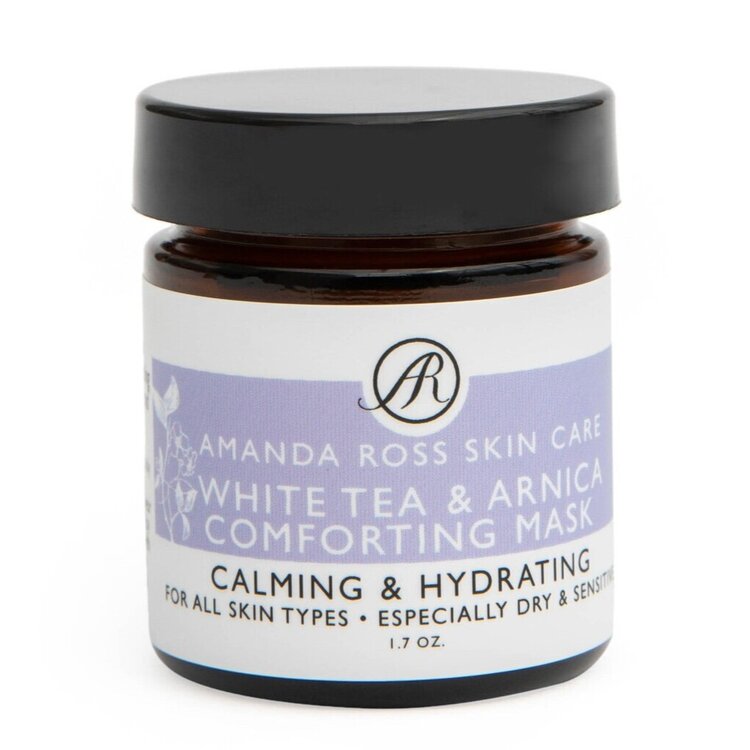 AR
AMANDA ROSS SKIN CARE
WHITE TEA & ARNICA
COMFORTING MASK
CALMING & HYDRATING
FOR ALL SKIN TYPES • ESPECIALLY DRY & SENSITIVE
1.7 OZ.